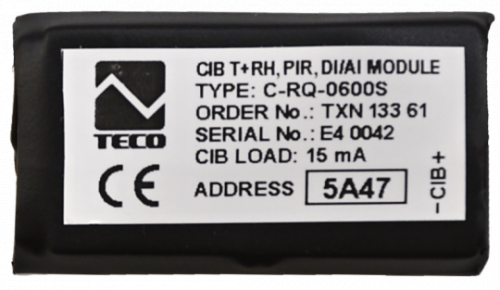 CIB T+RH, PIR, DI/AI MODULE
TYPE: C-RQ-0600S
ORDER No.: TXN 133 61
SERIAL No.: E4 0042
CIB LOAD: 15 mA
ADDRESS 5A47
TECO
CE
−CIB+